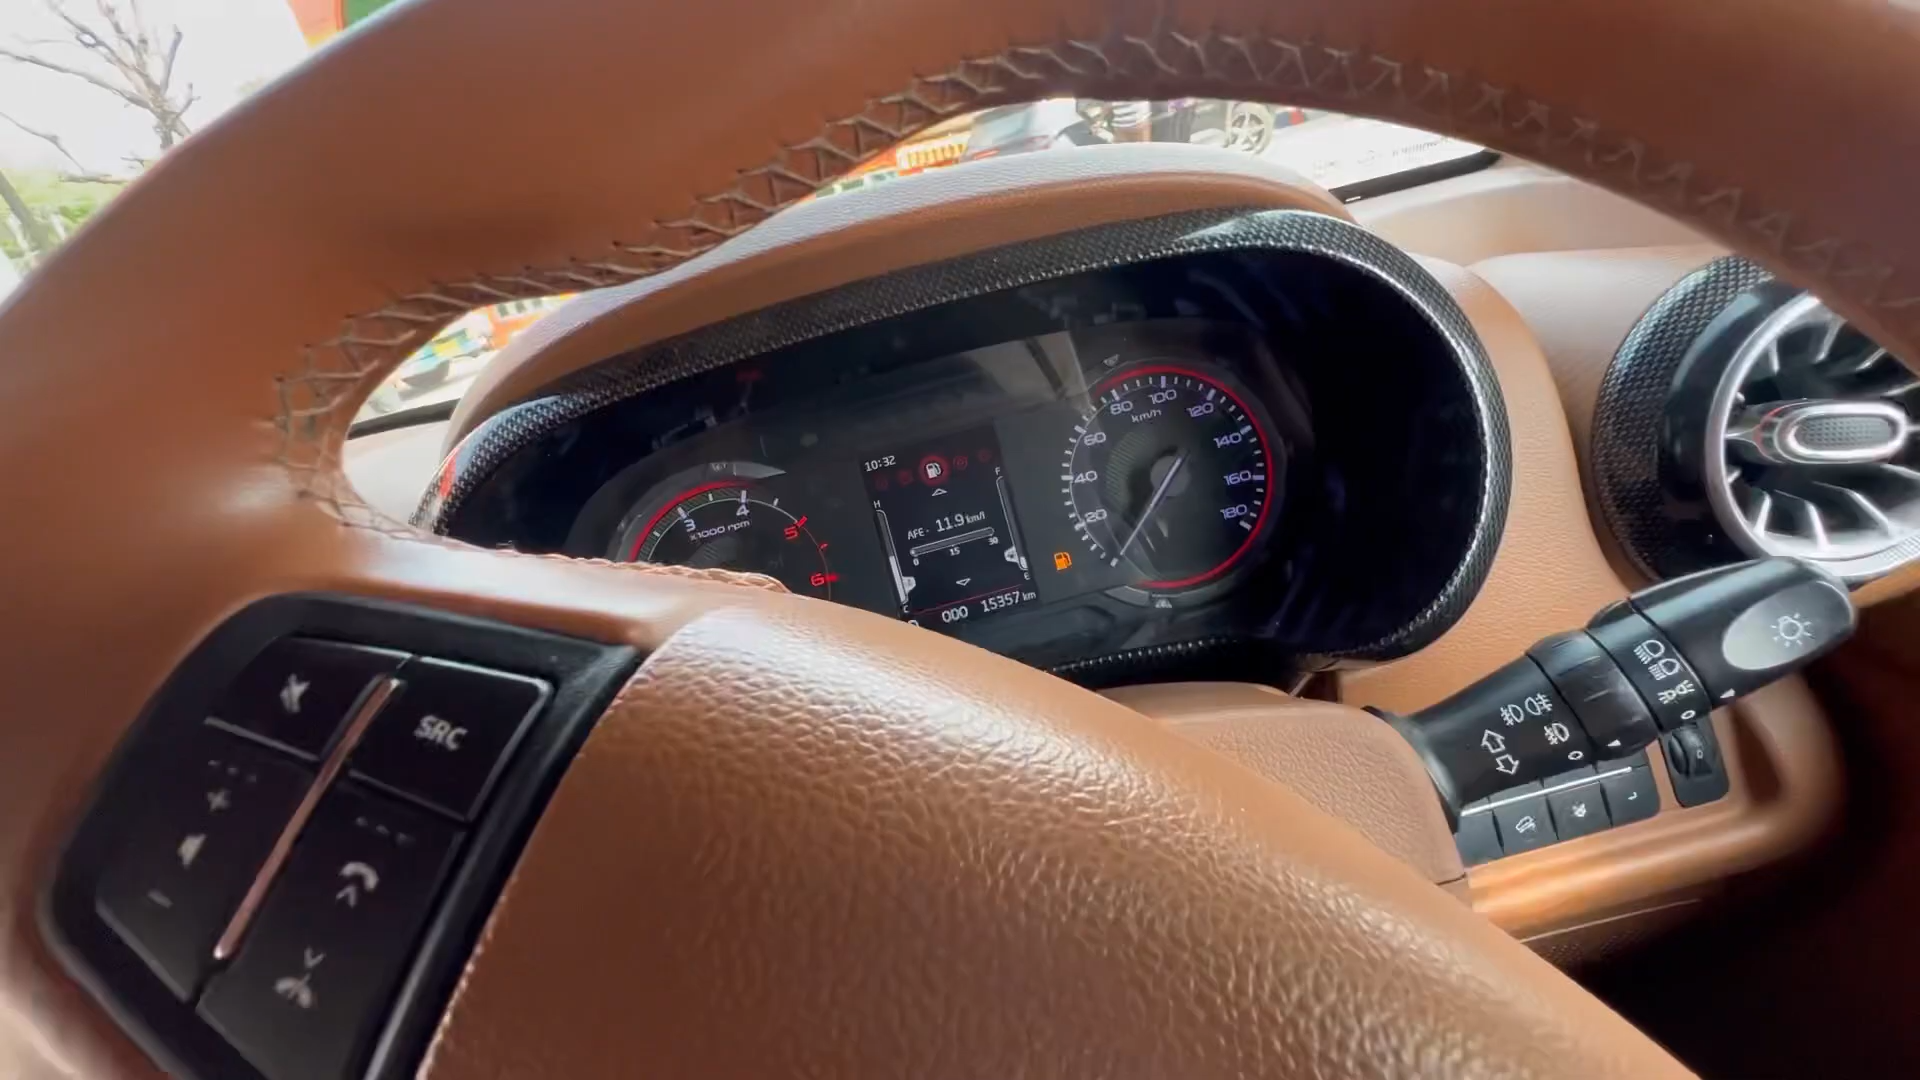 10:32
F
H
AFE - 11.9 km/l
0 15 30
C
E
000 15357 km
3 4 5 6
x1000 rpm
20 40 60 80 100 120 140 160 180
km/h
SRC